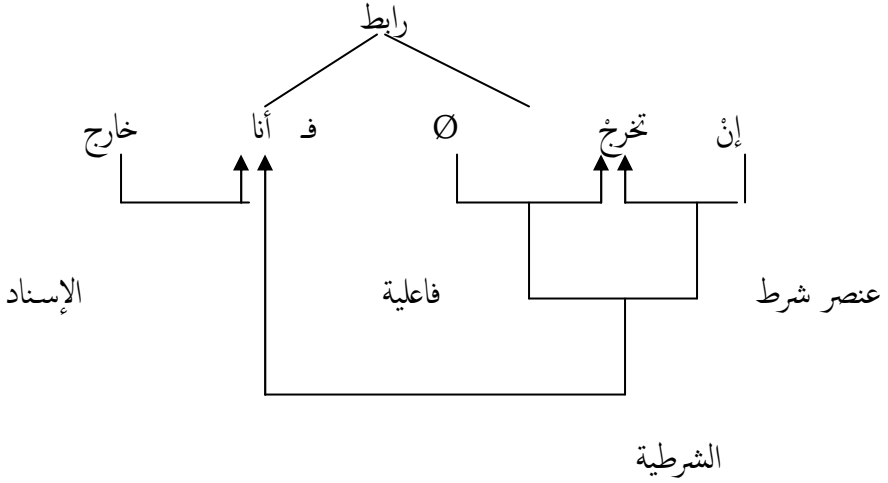 رابط
إنْ تخرجْ Ø فـ أنا خارج
عنصر شرط فاعلية الإسناد
الشرطية